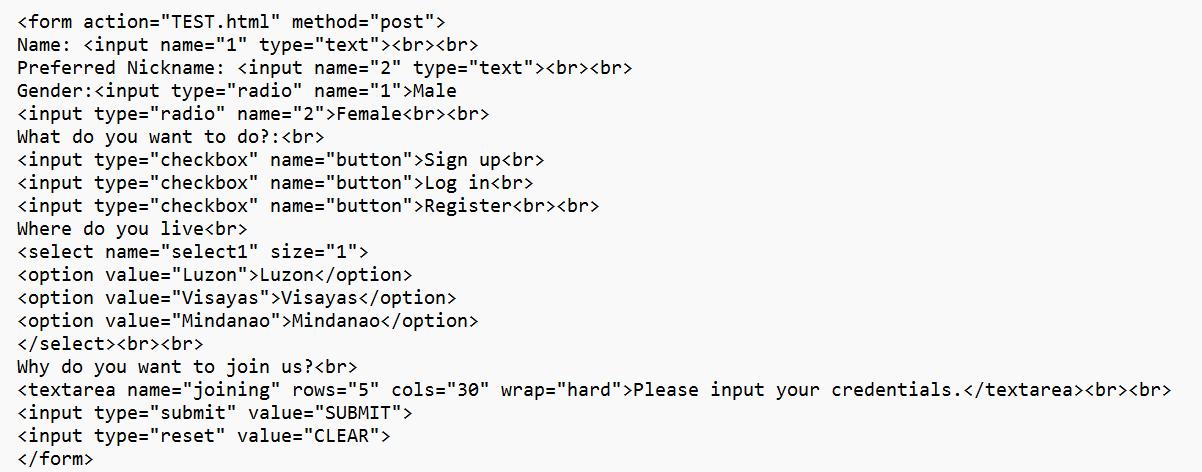 <form action="TEST.html" method="post">
Name: <input name="1" type="text"><br><br>
Preferred Nickname: <input name="2" type="text"><br><br>
Gender:<input type="radio" name="1">Male
<input type="radio" name="2">Female<br><br>
What do you want to do?:<br>
<input type="checkbox" name="button">Sign up<br>
<input type="checkbox" name="button">Log in<br>
<input type="checkbox" name="button">Register<br><br>
Where do you live<br>
<select name="select1" size="1">
<option value="Luzon">Luzon</option>
<option value="Visayas">Visayas</option>
<option value="Mindanao">Mindanao</option>
</select><br><br>
Why do you want to join us?<br>
<textarea name="joining" rows="5" cols="30" wrap="hard">Please input your credentials.</textarea><br><br>
<input type="submit" value="SUBMIT">
<input type="reset" value="CLEAR">
</form>